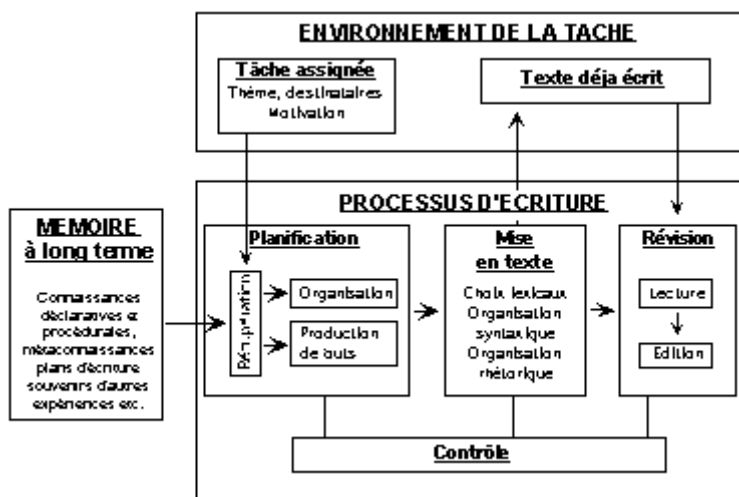 ENVIRONNEMENT DE LA TACHE
Tâche assignée
Thème, destinataires
Motivation
Texte déja écrit
PROCESSUS D'ECRITURE
MEMOIRE
à long terme
Connaissances
déclaratives et
procédurales,
métaconnaissances
plans d'écriture
souvenirs d'autres
expériences etc.
Planification
Récupération
Organisation
Production
de buts
Mise
en texte
Choix lexicaux
Organisation
syntaxique
Organisation
rhétorique
Révision
Lecture
Edition
Contrôle